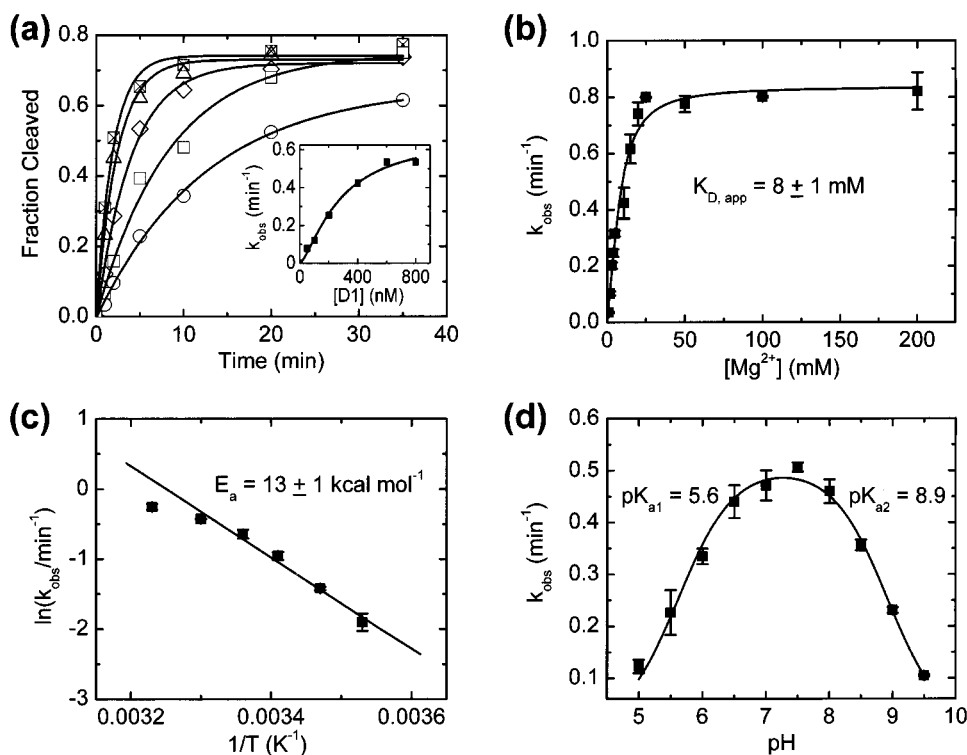 (a)
0.8
0.6
0.4
0.2
0.0
Fraction Cleaved
0 10 20 30 40
Time (min)
0.6
0.4
0.2
0.0
k_obs (min⁻¹)
0 400 800
[D1] (nM)
(b)
1.0
0.8
0.6
0.4
0.2
0.0
k_obs (min⁻¹)
K_D, app = 8 ± 1 mM
0 50 100 150 200
[Mg²⁺] (mM)
(c)
1
0
-1
-2
-3
ln(k_obs/min⁻¹)
E_a = 13 ± 1 kcal mol⁻¹
0.0032 0.0034 0.0036
1/T (K⁻¹)
(d)
0.6
0.5
0.4
0.3
0.2
0.1
k_obs (min⁻¹)
pK_a1 = 5.6
pK_a2 = 8.9
5 6 7 8 9 10
pH